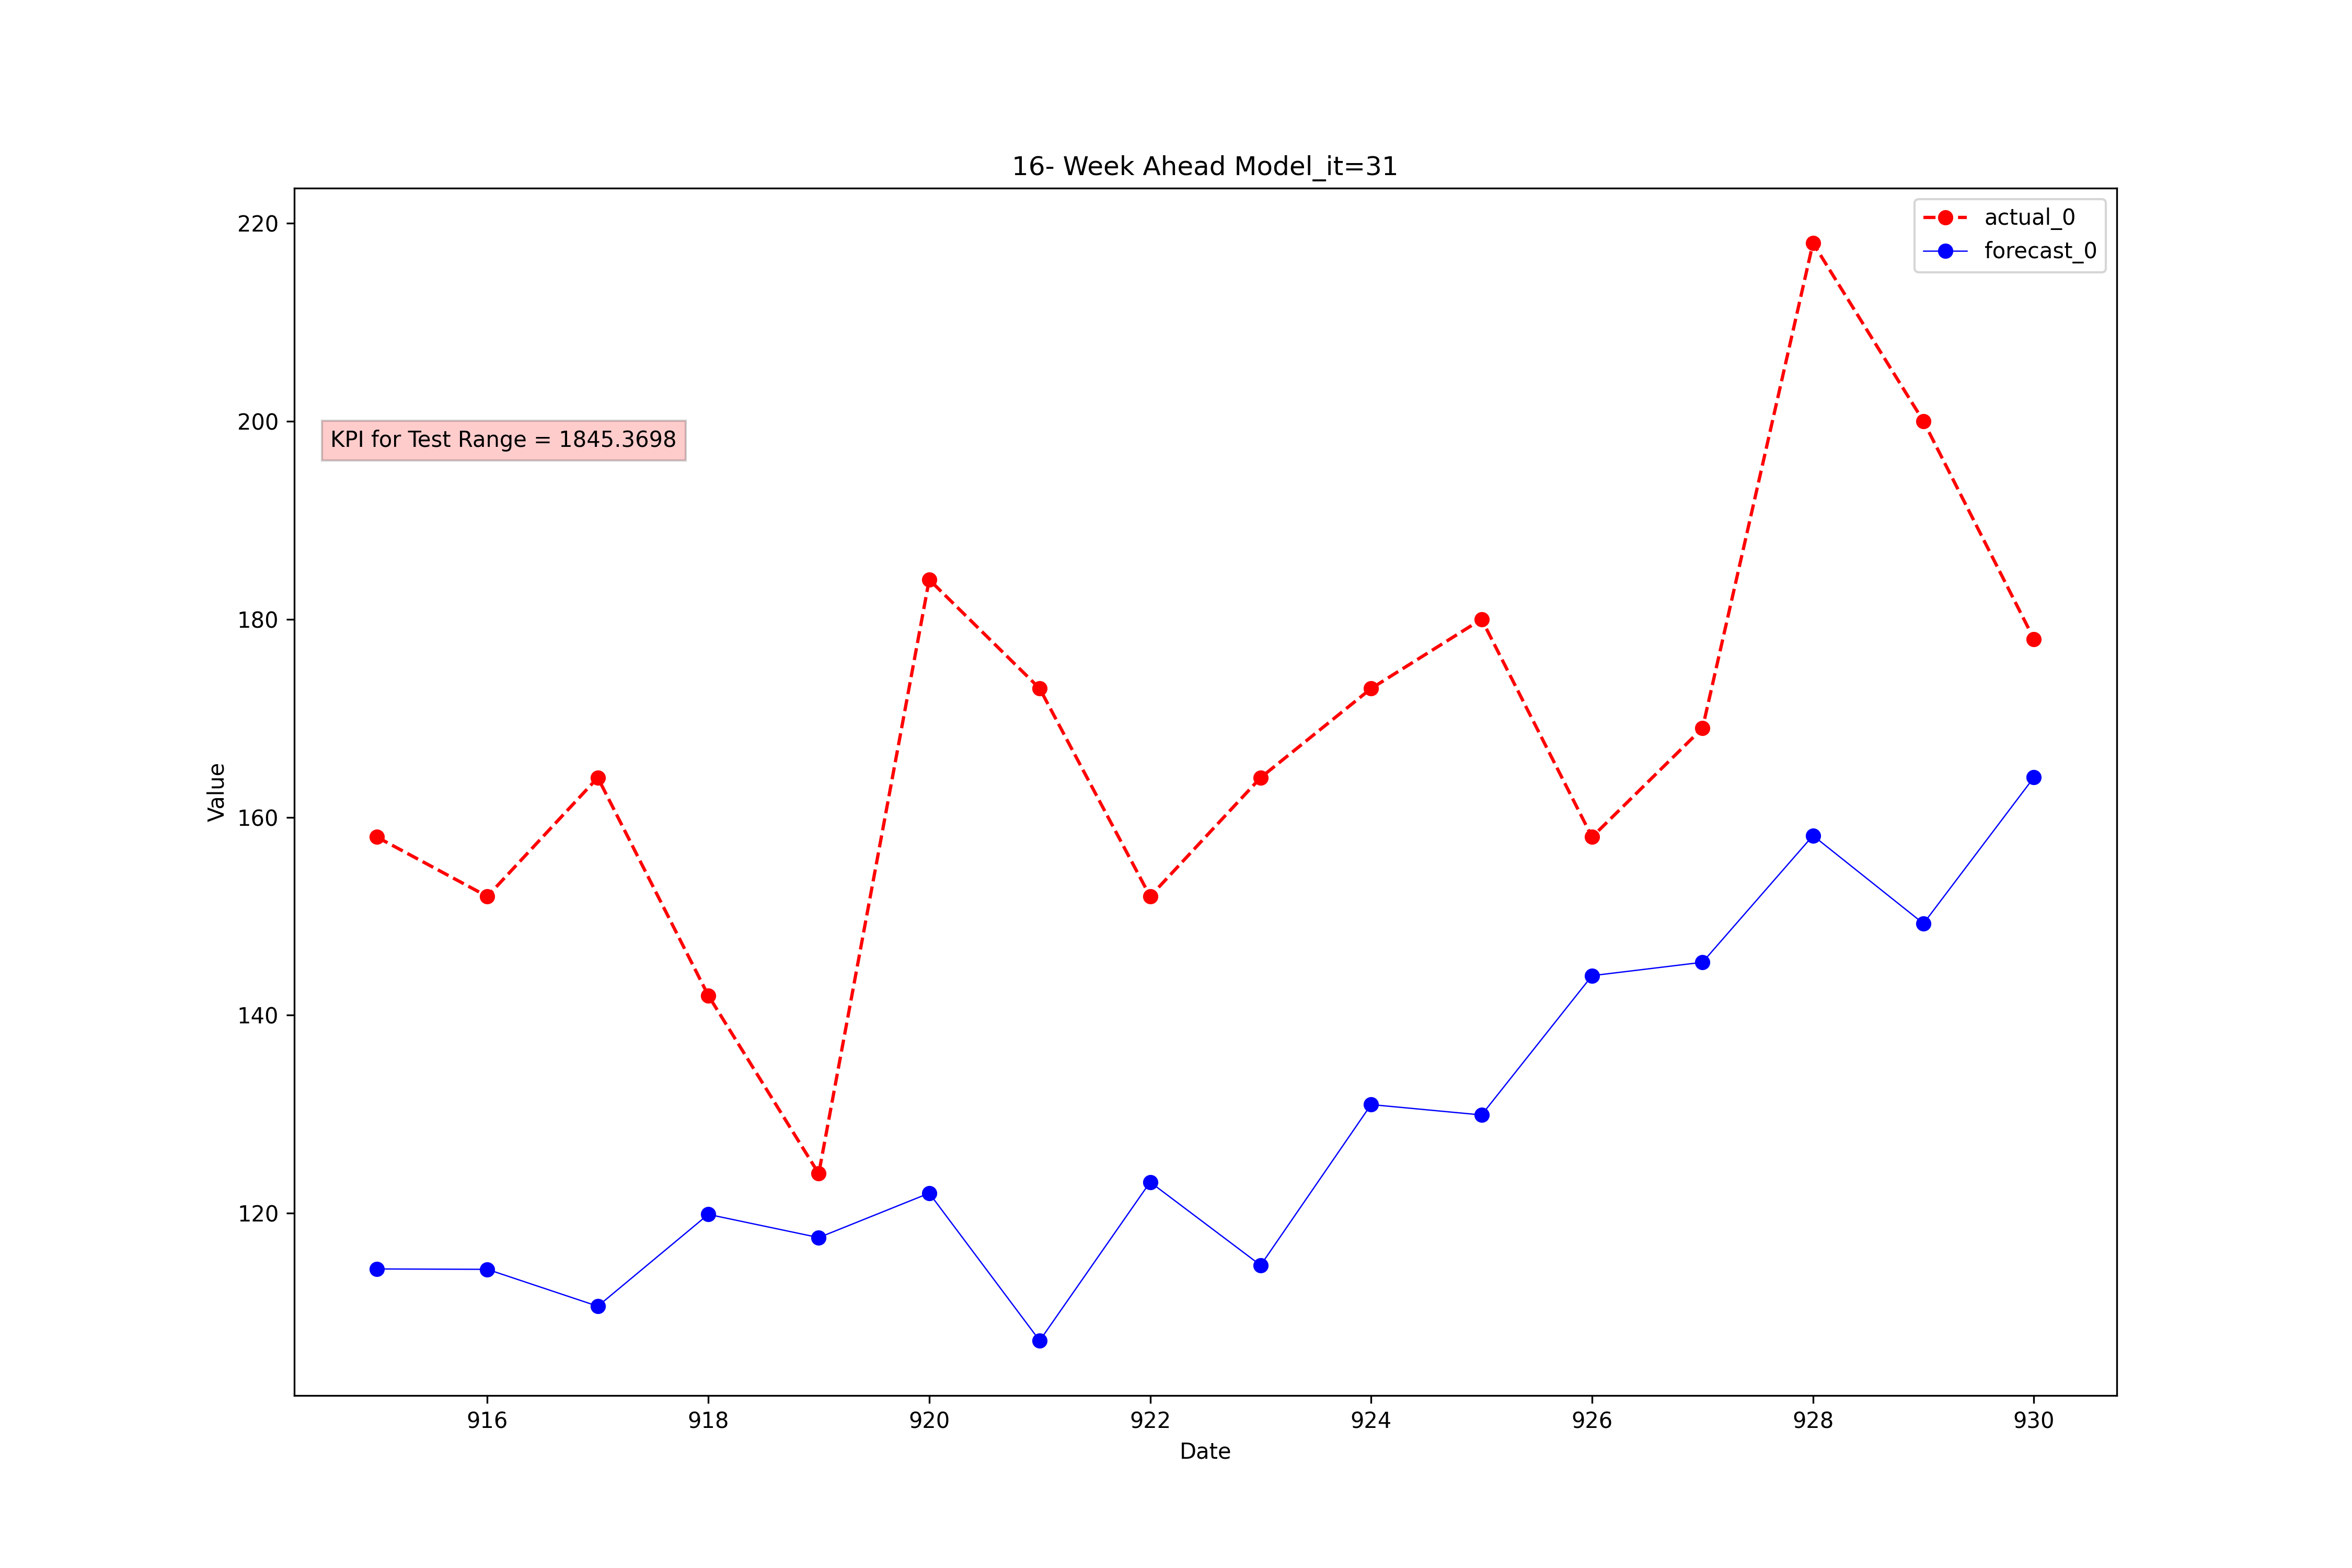 16- Week Ahead Model_it=31
actual_0
forecast_0
KPI for Test Range = 1845.3698
Value
220
200
180
160
140
120
916 918 920 922 924 926 928 930
Date